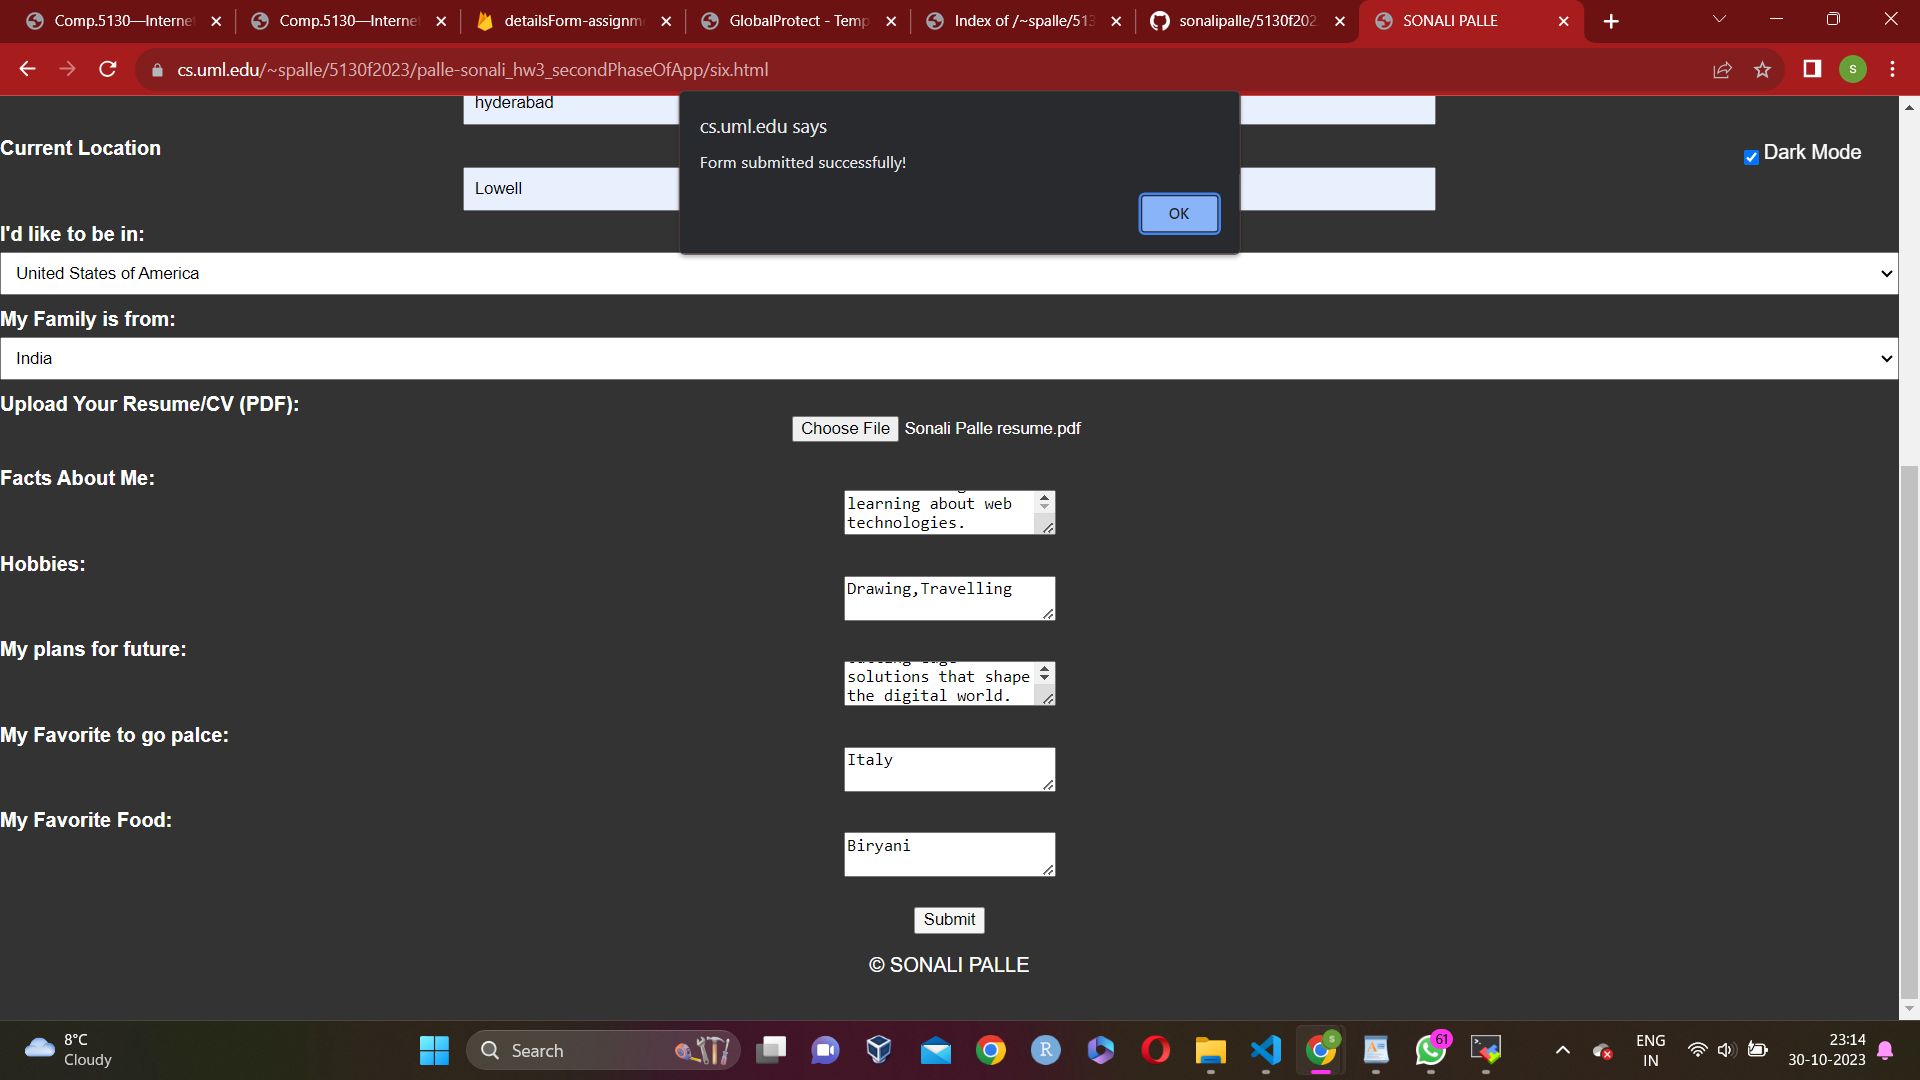 Comp.5130—Internet
Comp.5130—Internet
detailsForm-assignm
GlobalProtect - Temp
Index of /~spalle/513
sonalipalle/5130f202
SONALI PALLE
cs.uml.edu/~spalle/5130f2023/palle-sonali_hw3_secondPhaseOfApp/six.html
S
hyderabad
cs.uml.edu says
Form submitted successfully!
OK
Current Location
Dark Mode
Lowell
I'd like to be in:
United States of America
My Family is from:
India
Upload Your Resume/CV (PDF):
Choose File Sonali Palle resume.pdf
Facts About Me:
learning about web
technologies.
Hobbies:
Drawing,Travelling
My plans for future:
solutions that shape
the digital world.
My Favorite to go palce:
Italy
My Favorite Food:
Biryani
Submit
© SONALI PALLE
8°C
Cloudy
Search
R
S
61
ENG
IN
23:14
30-10-2023